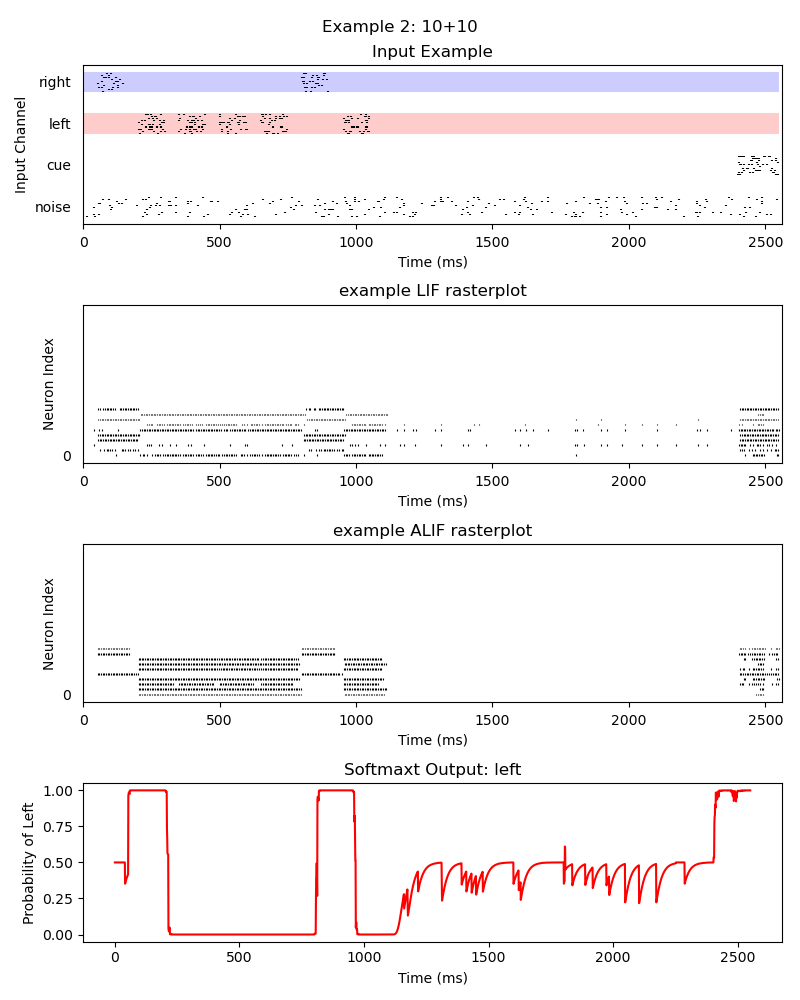 Example 2: 10+10
Input Example
Input Channel
right
left
cue
noise
0 500 1000 1500 2000 2500
Time (ms)
example LIF rasterplot
Neuron Index
0
0 500 1000 1500 2000 2500
Time (ms)
example ALIF rasterplot
Neuron Index
0
0 500 1000 1500 2000 2500
Time (ms)
Softmaxt Output: left
Probability of Left
1.00
0.75
0.50
0.25
0.00
0 500 1000 1500 2000 2500
Time (ms)